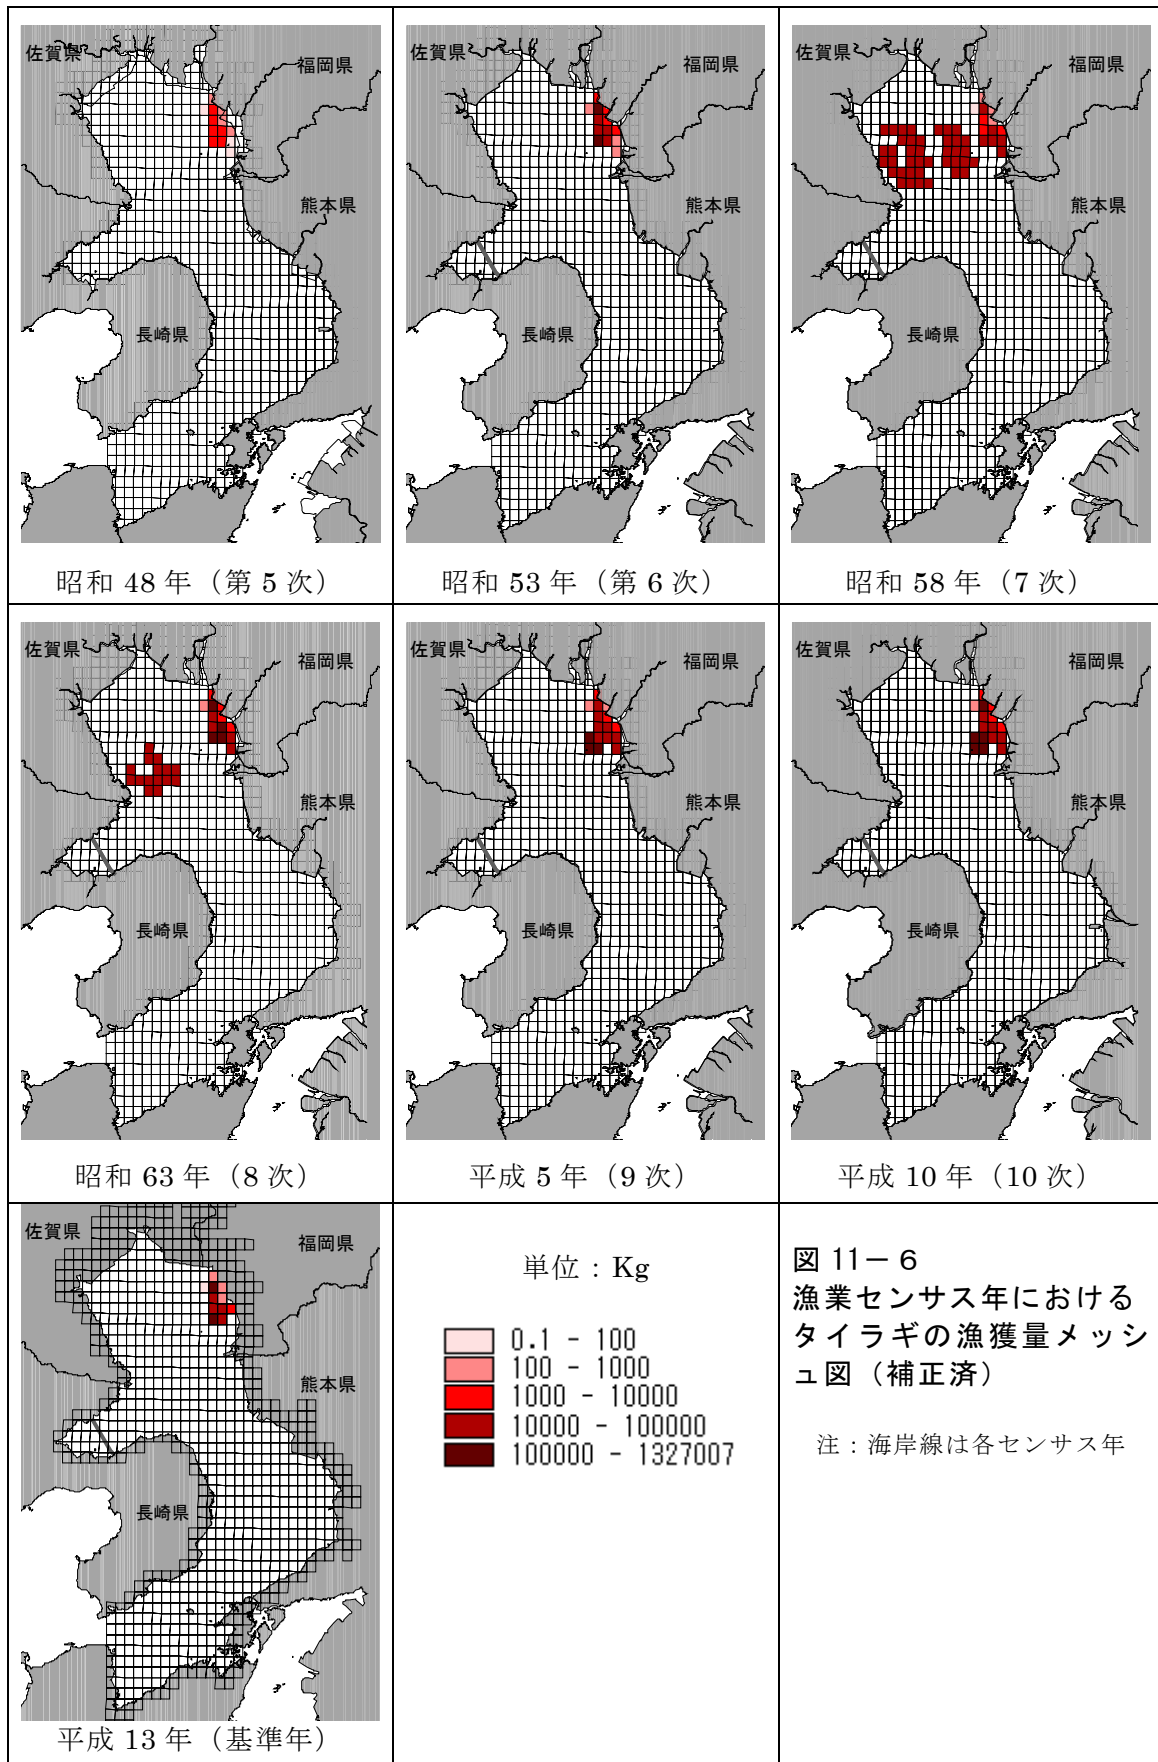 佐賀県
福岡県
熊本県
長崎県
昭和 48 年（第 5 次）
佐賀県
福岡県
熊本県
長崎県
昭和 53 年（第 6 次）
佐賀県
福岡県
熊本県
長崎県
昭和 58 年（7 次）
佐賀県
福岡県
熊本県
長崎県
昭和 63 年（8 次）
佐賀県
福岡県
熊本県
長崎県
平成 5 年（9 次）
佐賀県
福岡県
熊本県
長崎県
平成 10 年（10 次）
佐賀県
福岡県
熊本県
長崎県
平成 13 年（基準年）
単位：Kg
0.1 - 100
100 - 1000
1000 - 10000
10000 - 100000
100000 - 1327007
図 11－6
漁業センサス年における
タイラギの漁獲量メッシ
ュ図（補正済）
注：海岸線は各センサス年